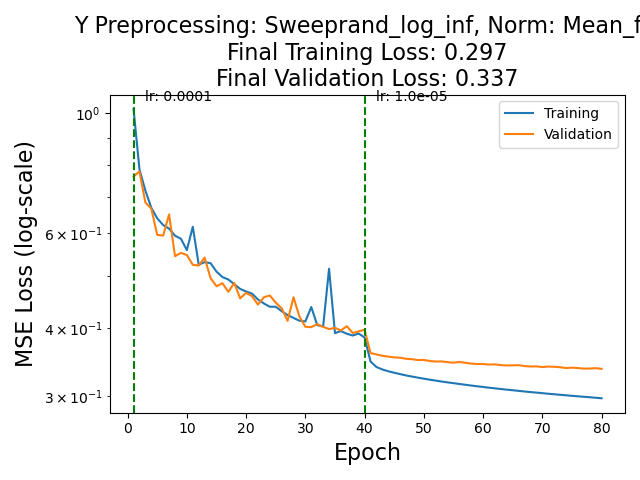 Y Preprocessing: Sweeprand_log_inf, Norm: Mean_f
Final Training Loss: 0.297
Final Validation Loss: 0.337
lr: 0.0001
lr: 1.0e-05
Training
Validation
10⁰
6 × 10⁻¹
4 × 10⁻¹
3 × 10⁻¹
MSE Loss (log-scale)
0 10 20 30 40 50 60 70 80
Epoch